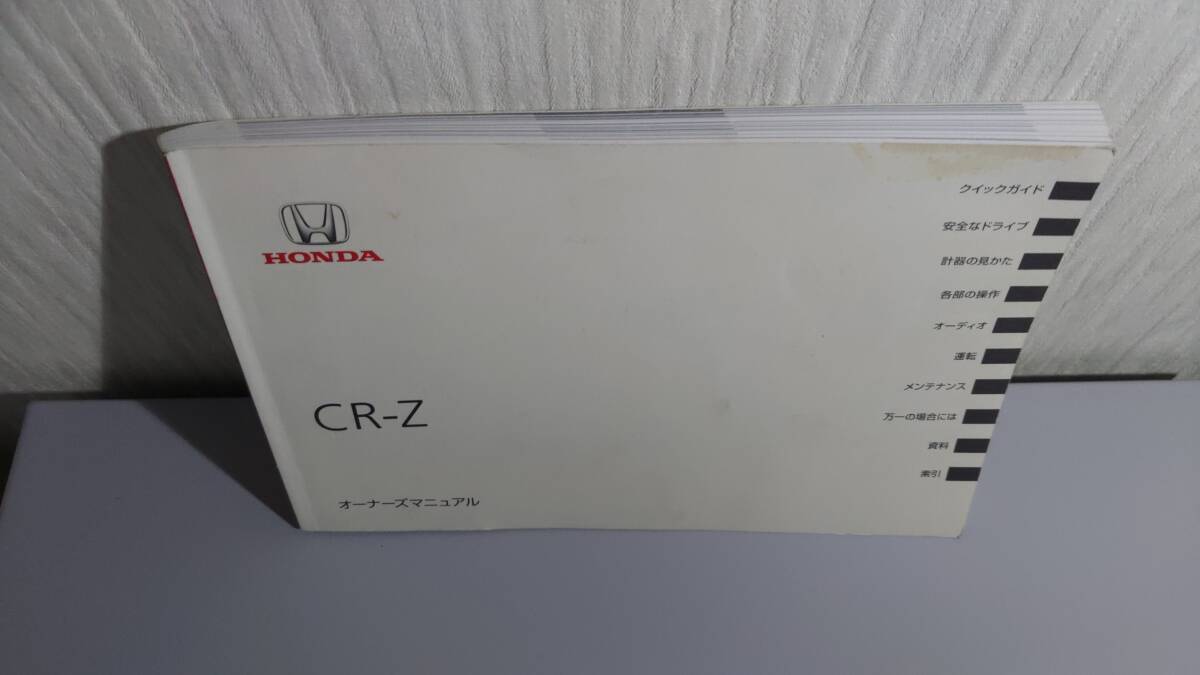 HONDA
CR-Z
オーナーズマニュアル
クイックガイド
安全なドライブ
計器の見かた
各部の操作
オーディオ
運転
メンテナンス
万一の場合には
資料
索引